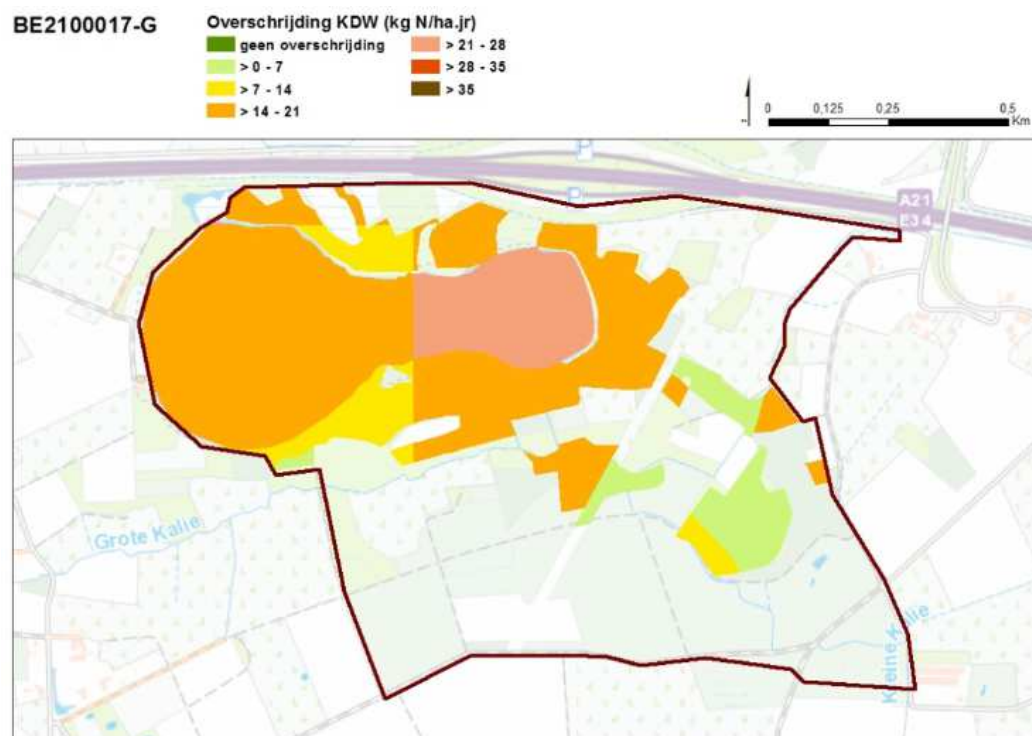 BE2100017-G
Overschrijding KDW (kg N/ha.jr)
geen overschrijding
> 0 - 7
> 7 - 14
> 14 - 21
> 21 - 28
> 28 - 35
> 35
0 0,125 0,25 0,5
Km
P
P
A21
E34
Grote Kalie
Kleine Kalie